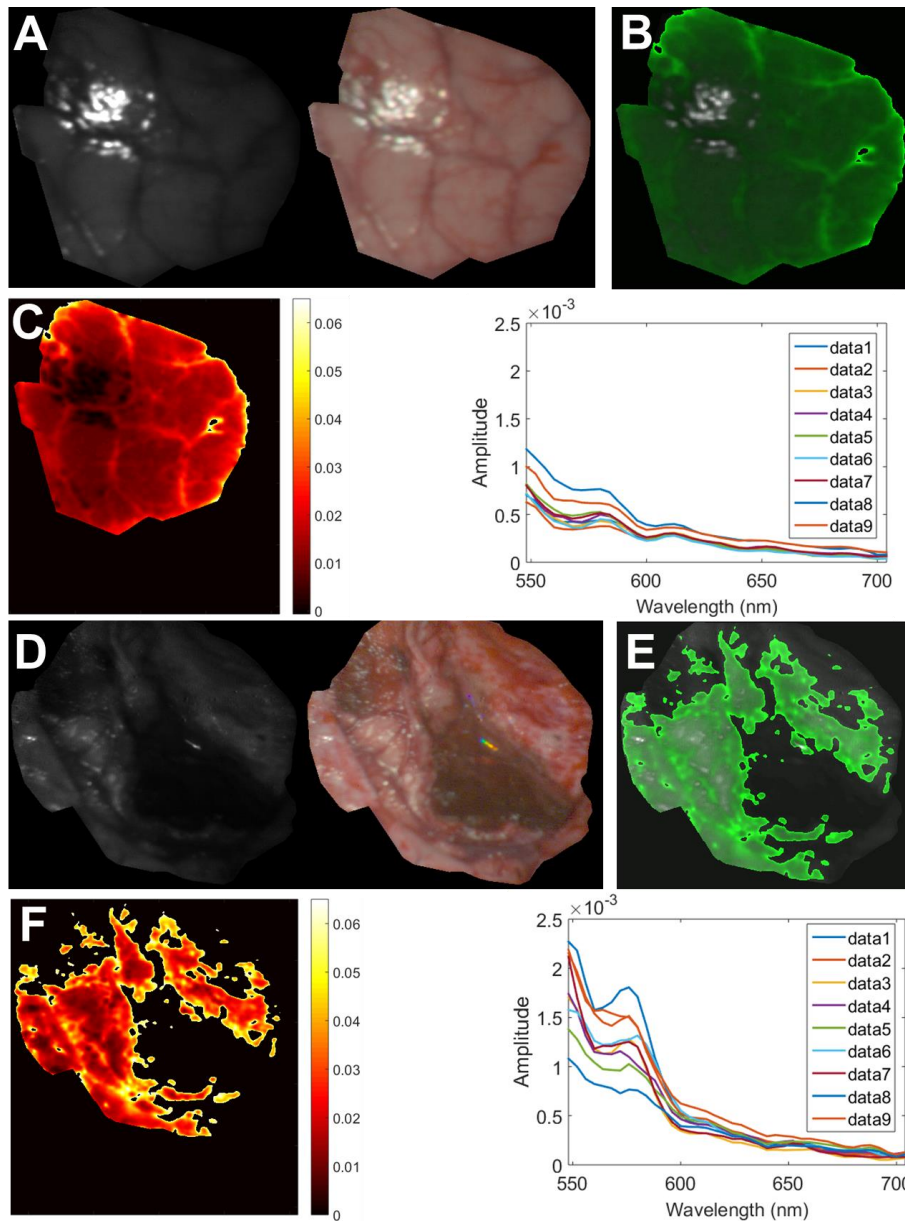 A
B
C
0.06
0.05
0.04
0.03
0.02
0.01
0
×10⁻³
2.5
2
1.5
1
0.5
0
550
600
650
700
Amplitude
Wavelength (nm)
data1
data2
data3
data4
data5
data6
data7
data8
data9
D
E
F
0.06
0.05
0.04
0.03
0.02
0.01
0
×10⁻³
2.5
2
1.5
1
0.5
0
550
600
650
Amplitude
Wavelength (nm)
data1
data2
data3
data4
data5
data6
data7
data8
data9